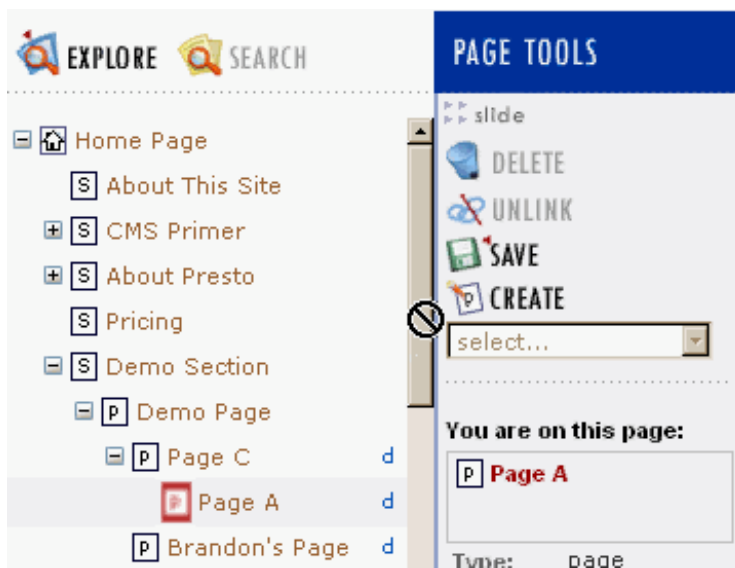 EXPLORE SEARCH
Home Page
S About This Site
S CMS Primer
S About Presto
S Pricing
S Demo Section
P Demo Page
P Page C d
P Page A d
P Brandon's Page d
PAGE TOOLS
slide
DELETE
UNLINK
SAVE
P CREATE
select...
You are on this page:
P Page A
Type: page